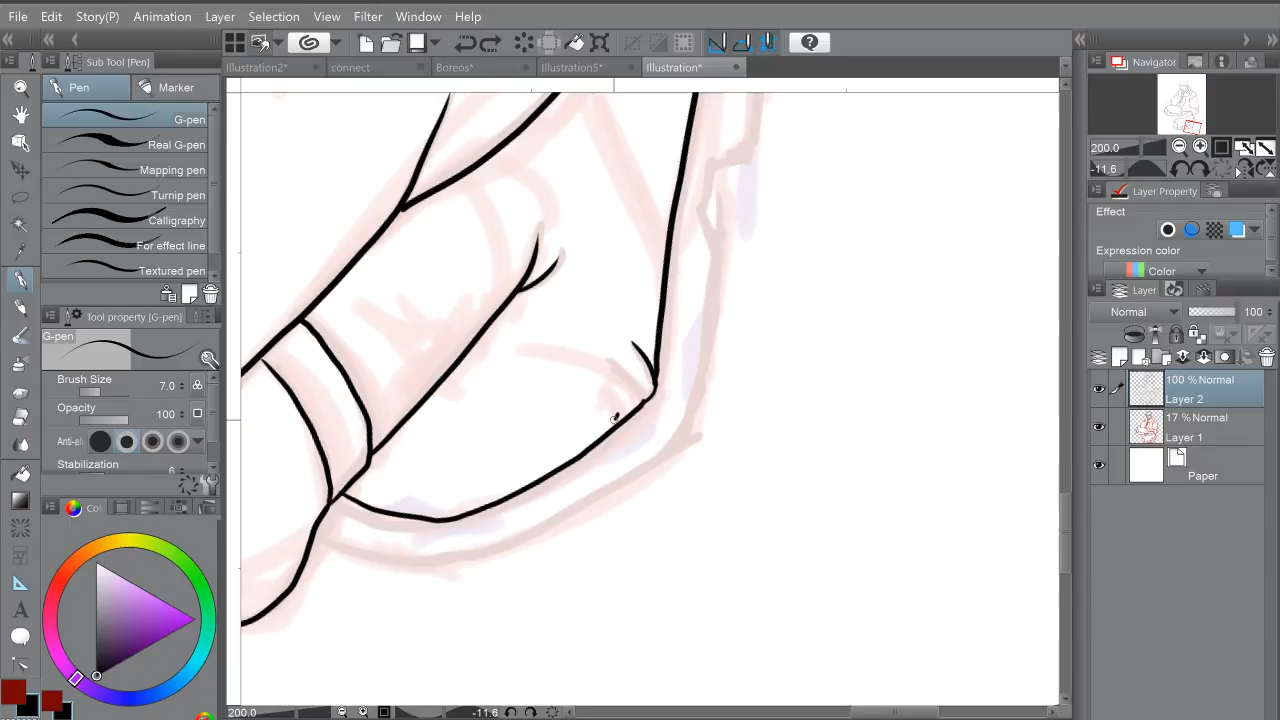 File Edit Story(P) Animation Layer Selection View Filter Window Help
Sub Tool [Pen]
Pen Marker
G-pen
Real G-pen
Mapping pen
Turnip pen
Calligraphy
For effect line
Textured pen
Tool property [G-pen]
G-pen
Brush Size 7.0
Opacity 100
Anti-al
Stabilization 6
Col
Illustration2* connect Boreos* Illustration5* Illustration*
200.0 -11.6
Navigator
200.0
-11.6
Layer Property
Effect
Expression color
Color
Layer
Normal 100
100 %Normal
Layer 2
17 %Normal
Layer 1
Paper